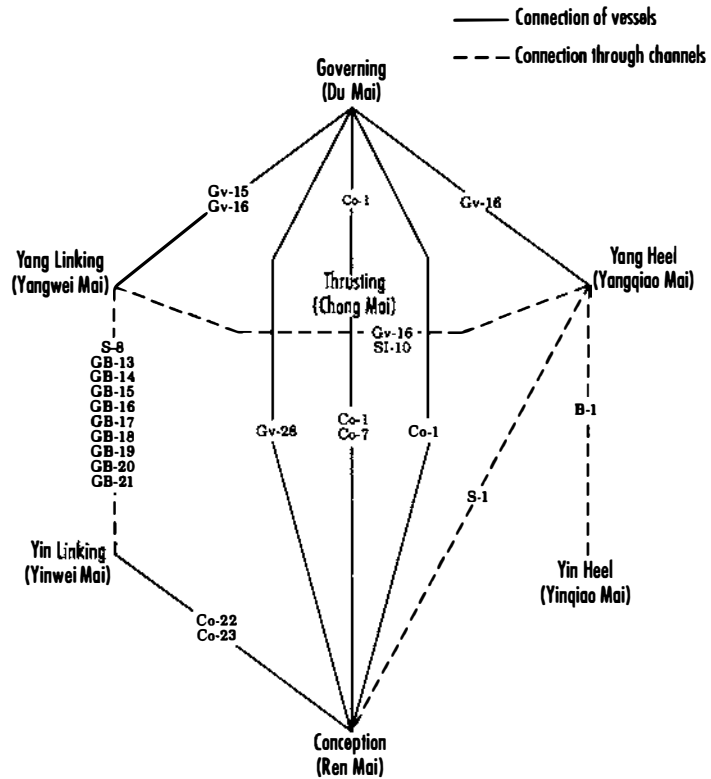 Connection of vessels
Connection through channels
Governing
(Du Mai)
Gv-15
Gv-16
Co-1
Gv-16
Yang Linking
(Yangwei Mai)
Thrusting
(Chong Mai)
Yang Heel
(Yangqiao Mai)
Gv-16
SI-10
S-8
GB-13
GB-14
GB-15
GB-16
GB-17
GB-18
GB-19
GB-20
GB-21
Gv-28
Co-1
Co-7
Co-1
B-1
S-1
Yin Linking
(Yinwei Mai)
Yin Heel
(Yinqiao Mai)
Co-22
Co-23
Conception
(Ren Mai)